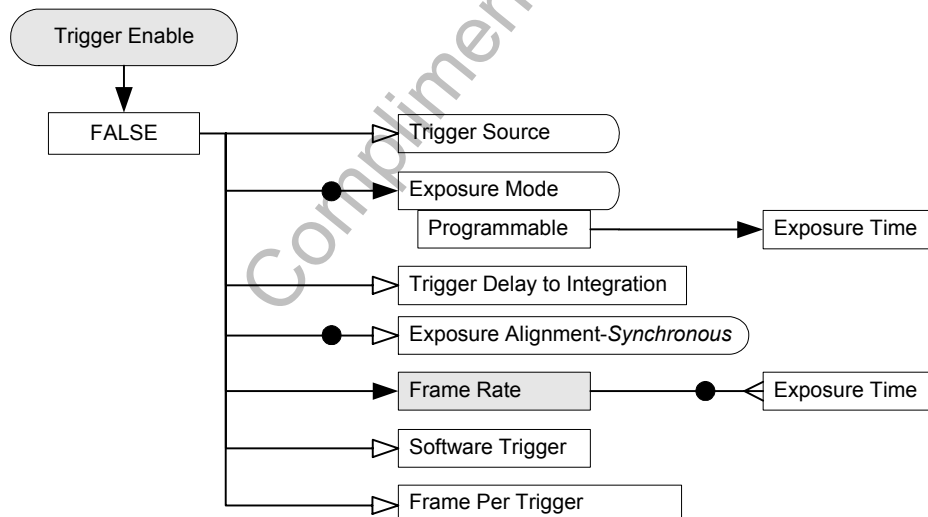 Trigger Enable
FALSE
Trigger Source
Exposure Mode
Programmable
Exposure Time
Trigger Delay to Integration
Exposure Alignment-Synchronous
Frame Rate
Exposure Time
Software Trigger
Frame Per Trigger
Complimen